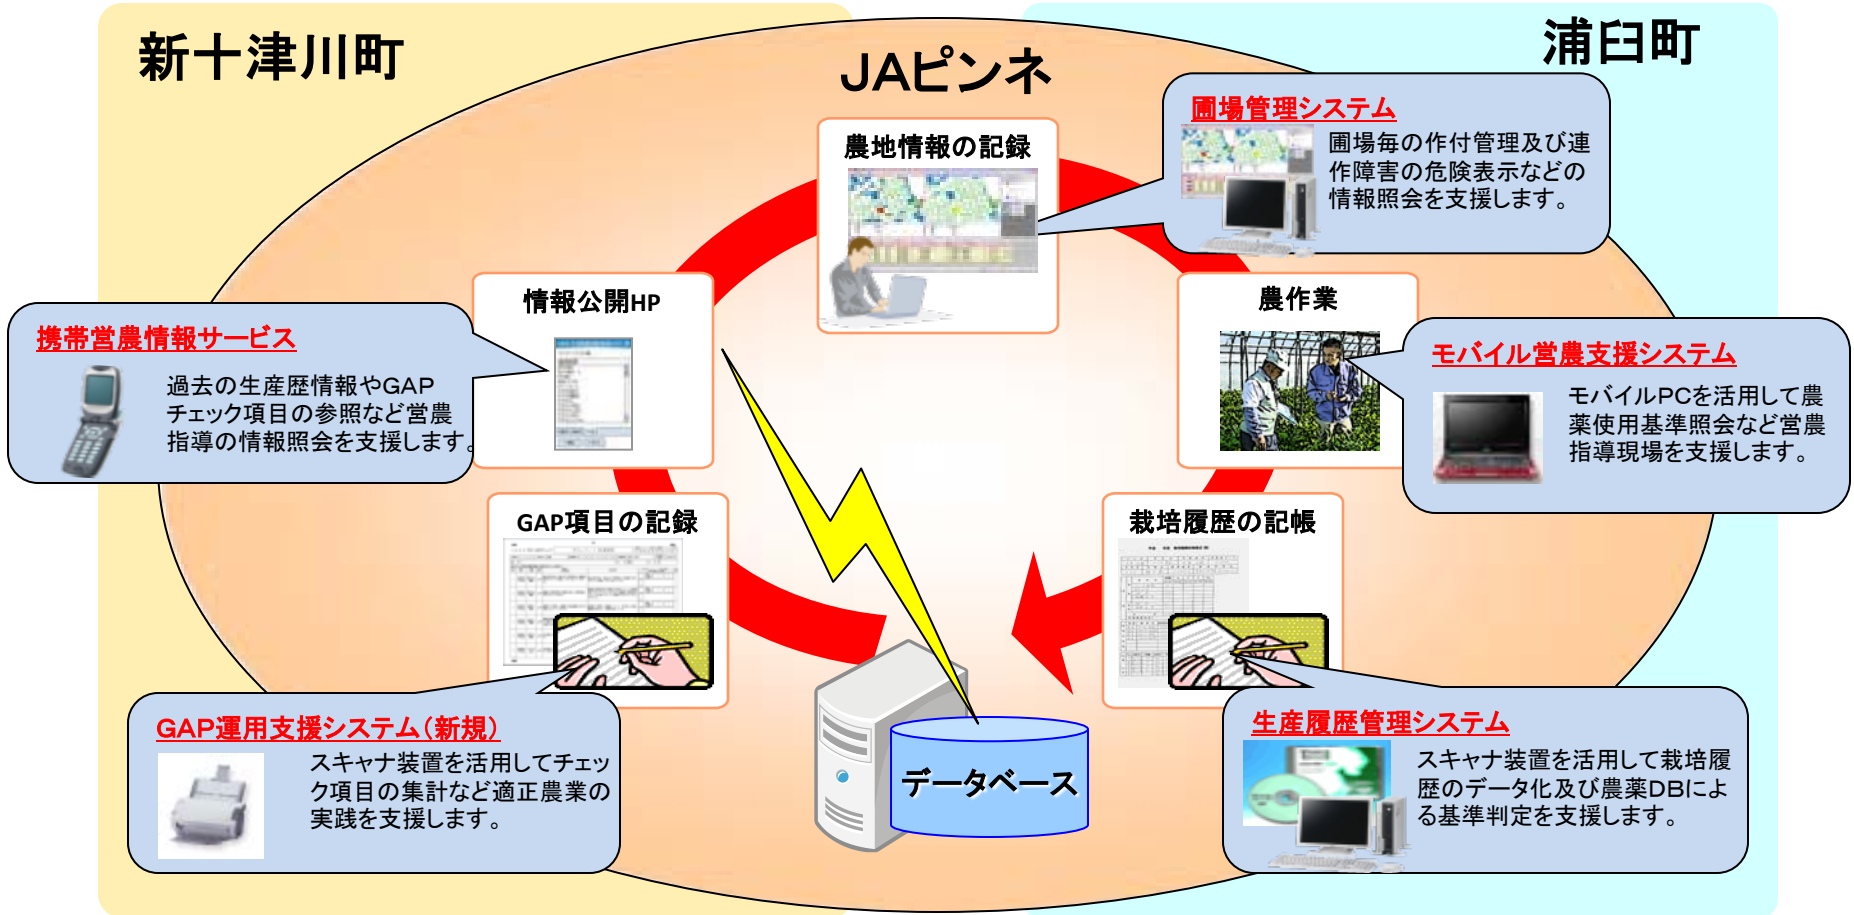 新十津川町
JAピンネ
浦臼町
農地情報の記録
圃場管理システム
圃場毎の作付管理及び連
作障害の危険表示などの
情報照会を支援します。
情報公開HP
農作業
携帯営農情報サービス
過去の生産歴情報やGAP
チェック項目の参照など営農
指導の情報照会を支援します。
モバイル営農支援システム
モバイルPCを活用して農
薬使用基準照会など営農
指導現場を支援します。
GAP項目の記録
栽培履歴の記帳
GAP運用支援システム（新規）
スキャナ装置を活用してチェッ
ク項目の集計など適正農業の
実践を支援します。
データベース
生産履歴管理システム
スキャナ装置を活用して栽培履
歴のデータ化及び農薬DBによ
る基準判定を支援します。